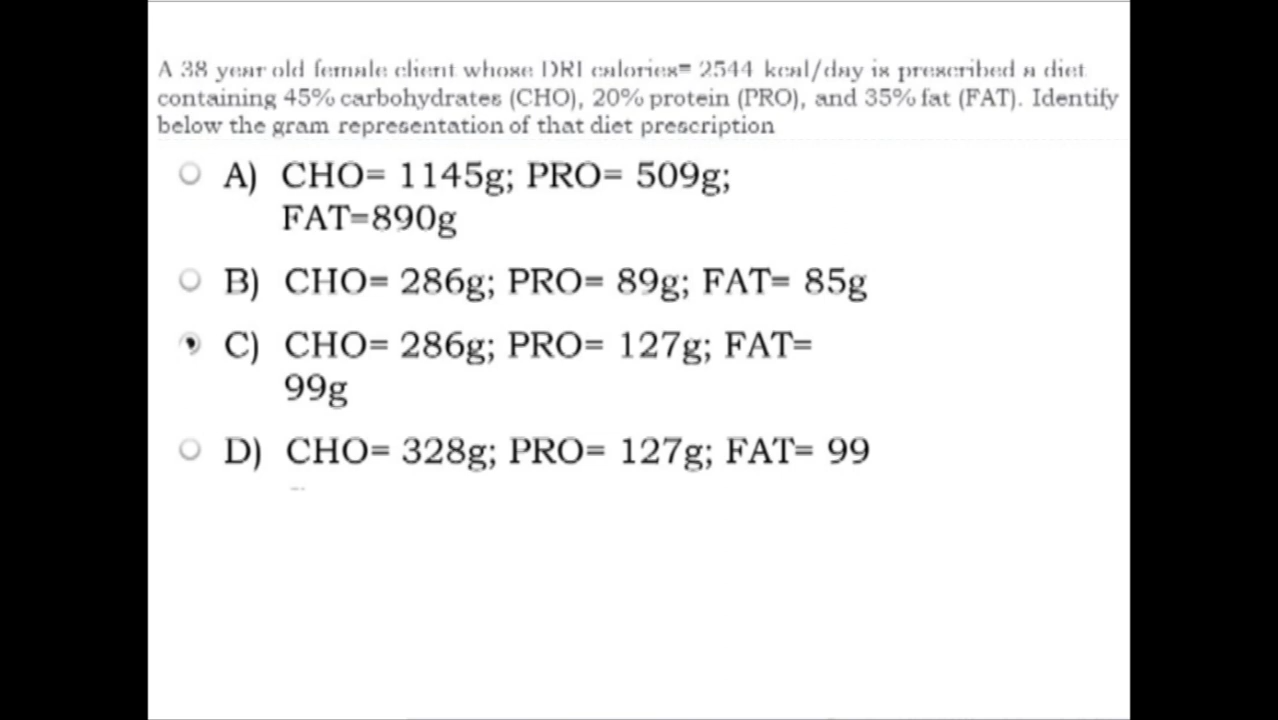 A 38 year old female client whose DRI calories= 2544 kcal/day is prescribed a diet
containing 45% carbohydrates (CHO), 20% protein (PRO), and 35% fat (FAT). Identify
below the gram representation of that diet prescription
A) CHO= 1145g; PRO= 509g;
FAT=890g
B) CHO= 286g; PRO= 89g; FAT= 85g
C) CHO= 286g; PRO= 127g; FAT=
99g
D) CHO= 328g; PRO= 127g; FAT= 99